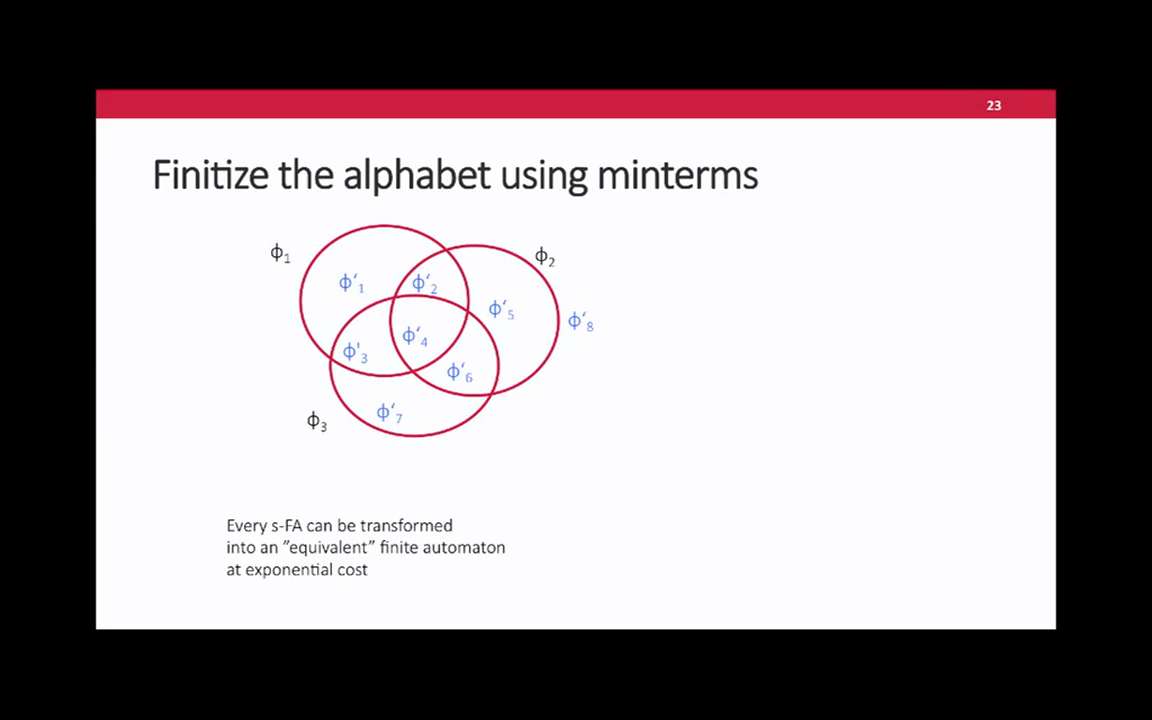 23
Finitize the alphabet using minterms
ϕ₁
ϕ₂
ϕ‘₁
ϕ‘₂
ϕ‘₅
ϕ‘₈
ϕ‘₄
ϕ'₃
ϕ‘₆
ϕ‘₇
ϕ₃
Every s-FA can be transformed
into an ”equivalent” finite automaton
at exponential cost